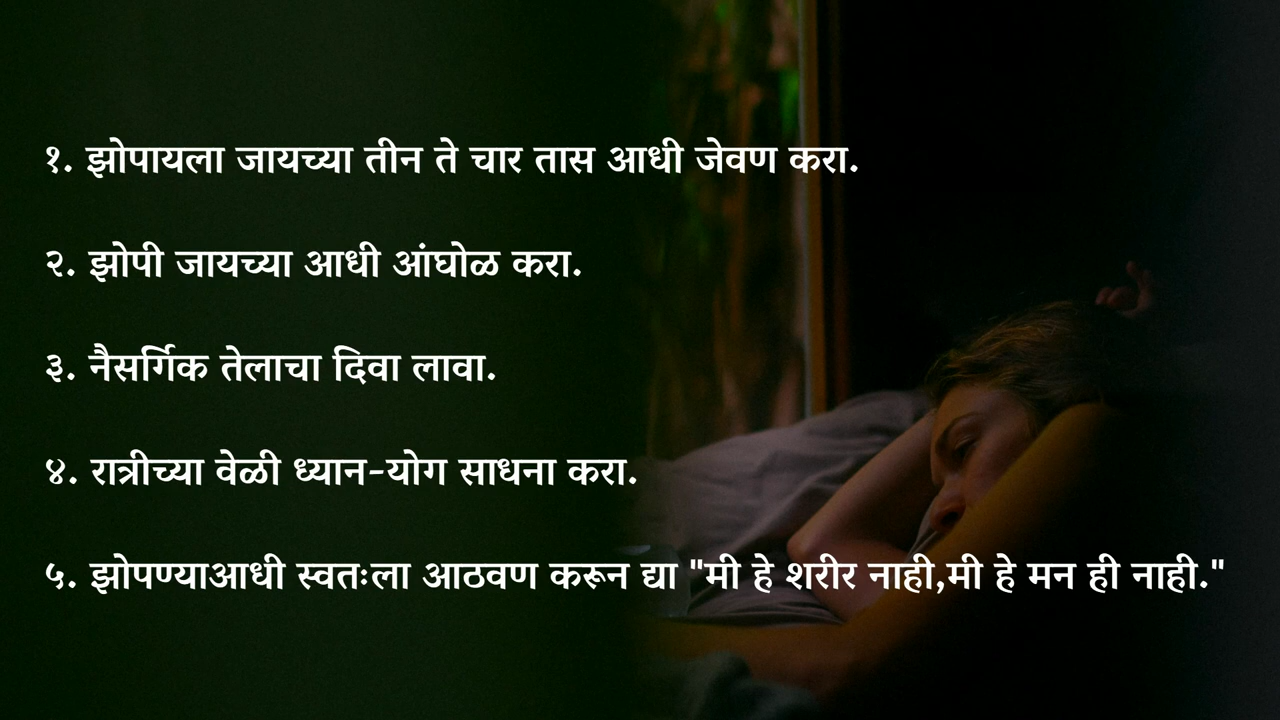 १. झोपायला जायच्या तीन ते चार तास आधी जेवण करा.
२. झोपी जायच्या आधी आंघोळ करा.
३. नैसर्गिक तेलाचा दिवा लावा.
४. रात्रीच्या वेळी ध्यान-योग साधना करा.
५. झोपण्याआधी स्वतःला आठवण करून द्या "मी हे शरीर नाही,मी हे मन ही नाही."